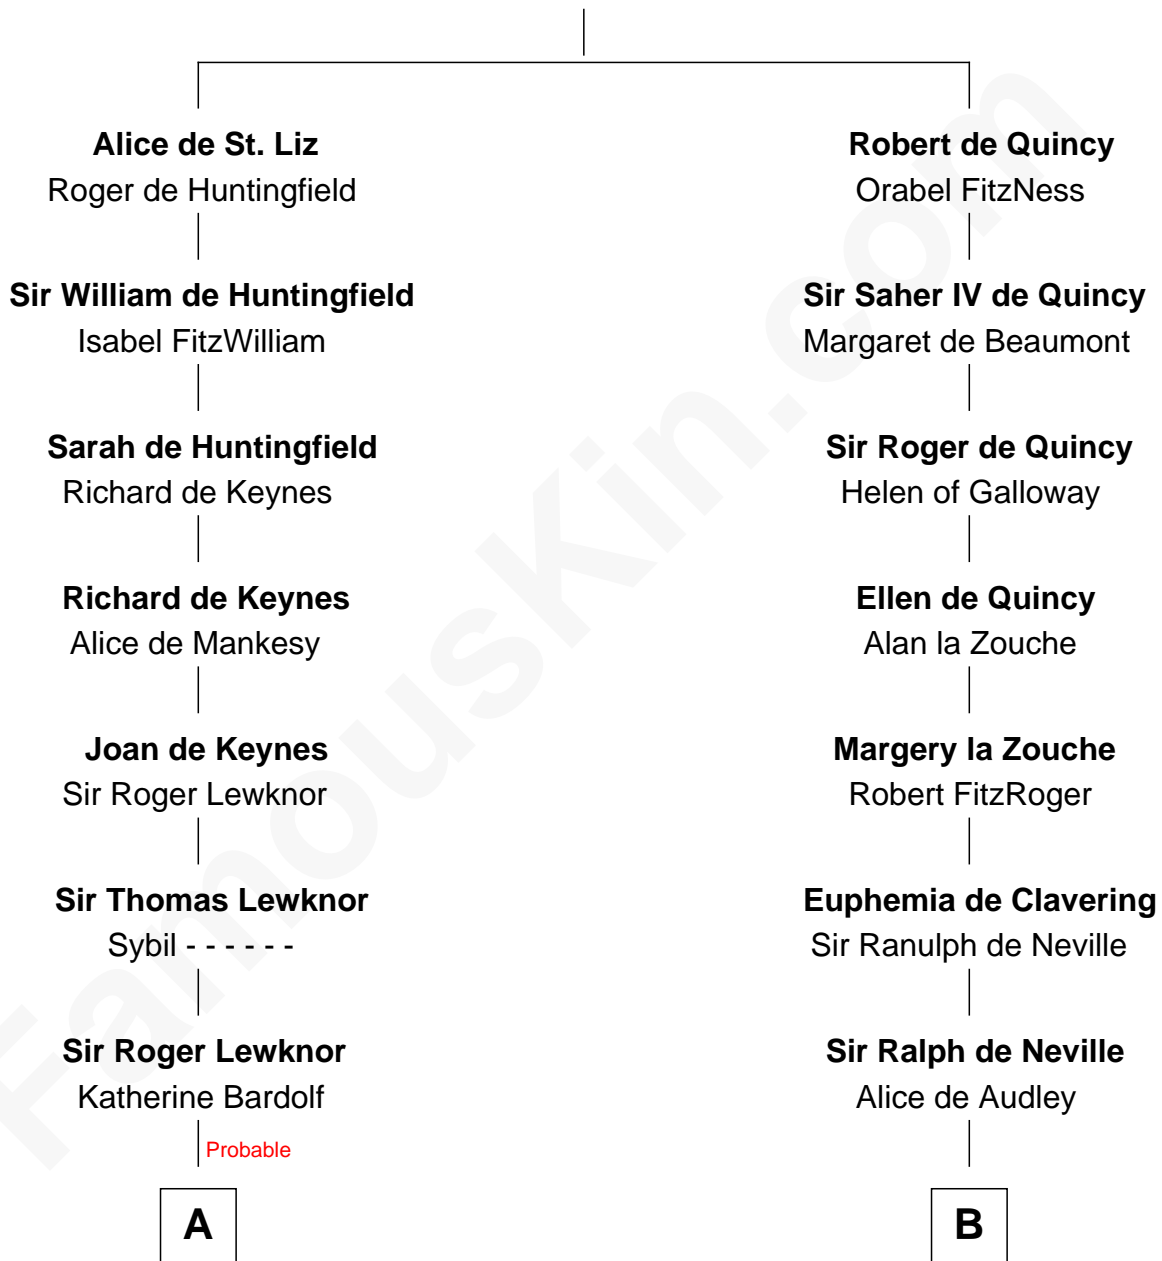 Alice de St. Liz
Roger de Huntingfield
Sir William de Huntingfield
Isabel FitzWilliam
Sarah de Huntingfield
Richard de Keynes
Richard de Keynes
Alice de Mankesy
Joan de Keynes
Sir Roger Lewknor
Sir Thomas Lewknor
Sybil - - - - - -
Sir Roger Lewknor
Katherine Bardolf
Probable
A
Robert de Quincy
Orabel FitzNess
Sir Saher IV de Quincy
Margaret de Beaumont
Sir Roger de Quincy
Helen of Galloway
Ellen de Quincy
Alan la Zouche
Margery la Zouche
Robert FitzRoger
Euphemia de Clavering
Sir Ranulph de Neville
Sir Ralph de Neville
Alice de Audley
B
FamousKin.com